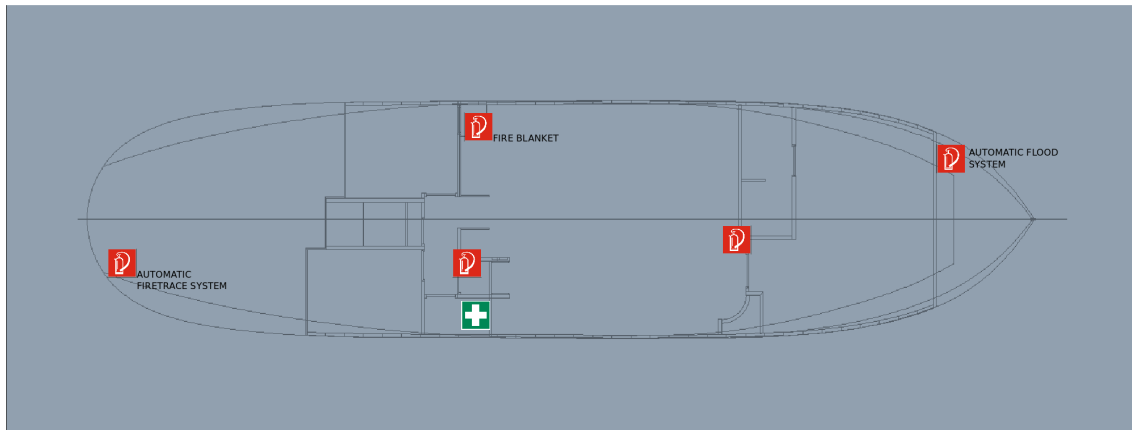 FIRE BLANKET
AUTOMATIC FLOOD
SYSTEM
AUTOMATIC
FIRETRACE SYSTEM